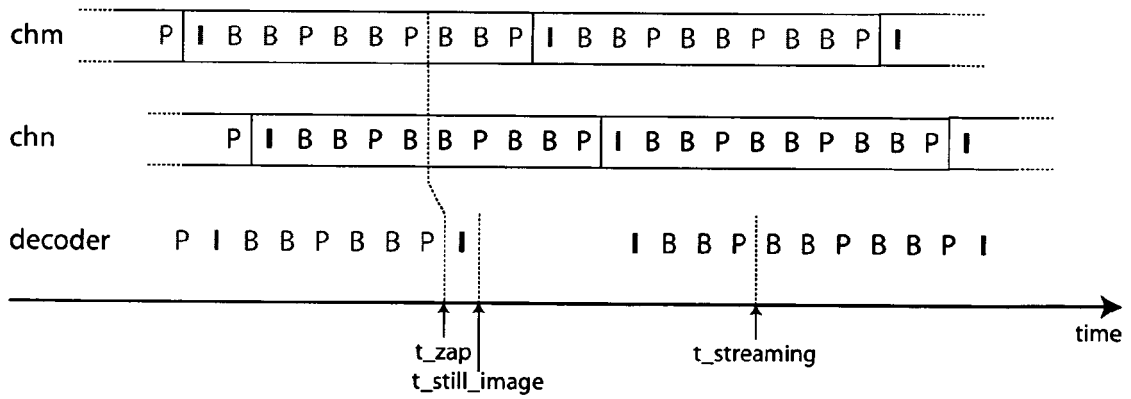 chm P I B B P B B P B B P I B B P B B P B B P I
chn P I B B P B B P B B P I B B P B B P B B P I
decoder P I B B P B B P I I B B P B B P B B P I
time
t_zap
t_still_image
t_streaming